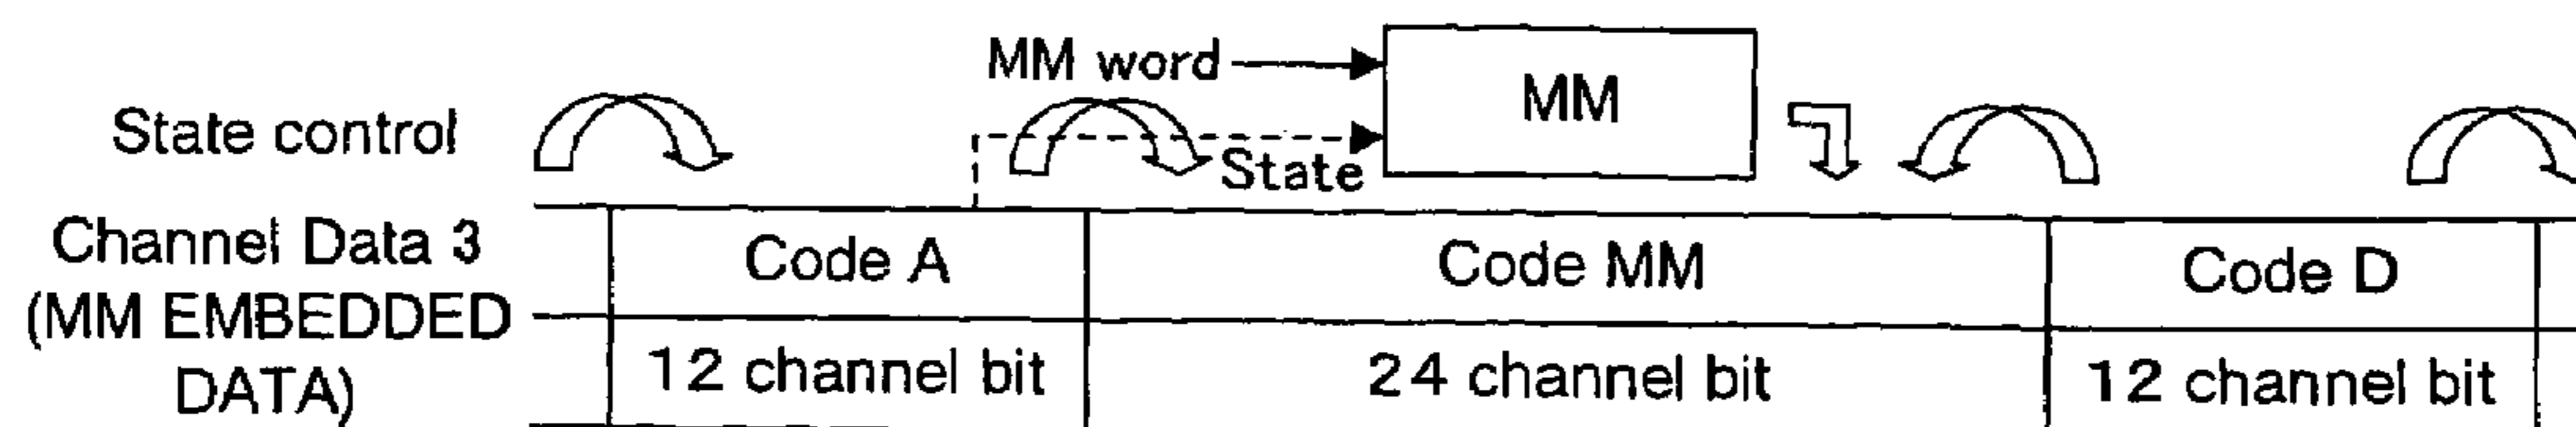 MM word
MM
State control
State
Channel Data 3
(MM EMBEDDED
DATA)
Code A
Code MM
Code D
12 channel bit
24 channel bit
12 channel bit